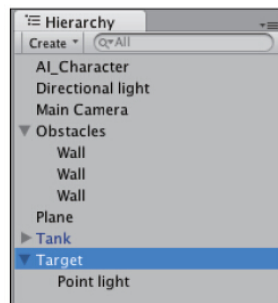 Hierarchy
Create All
AI_Character
Directional light
Main Camera
Obstacles
Wall
Wall
Wall
Plane
Tank
Target
Point light